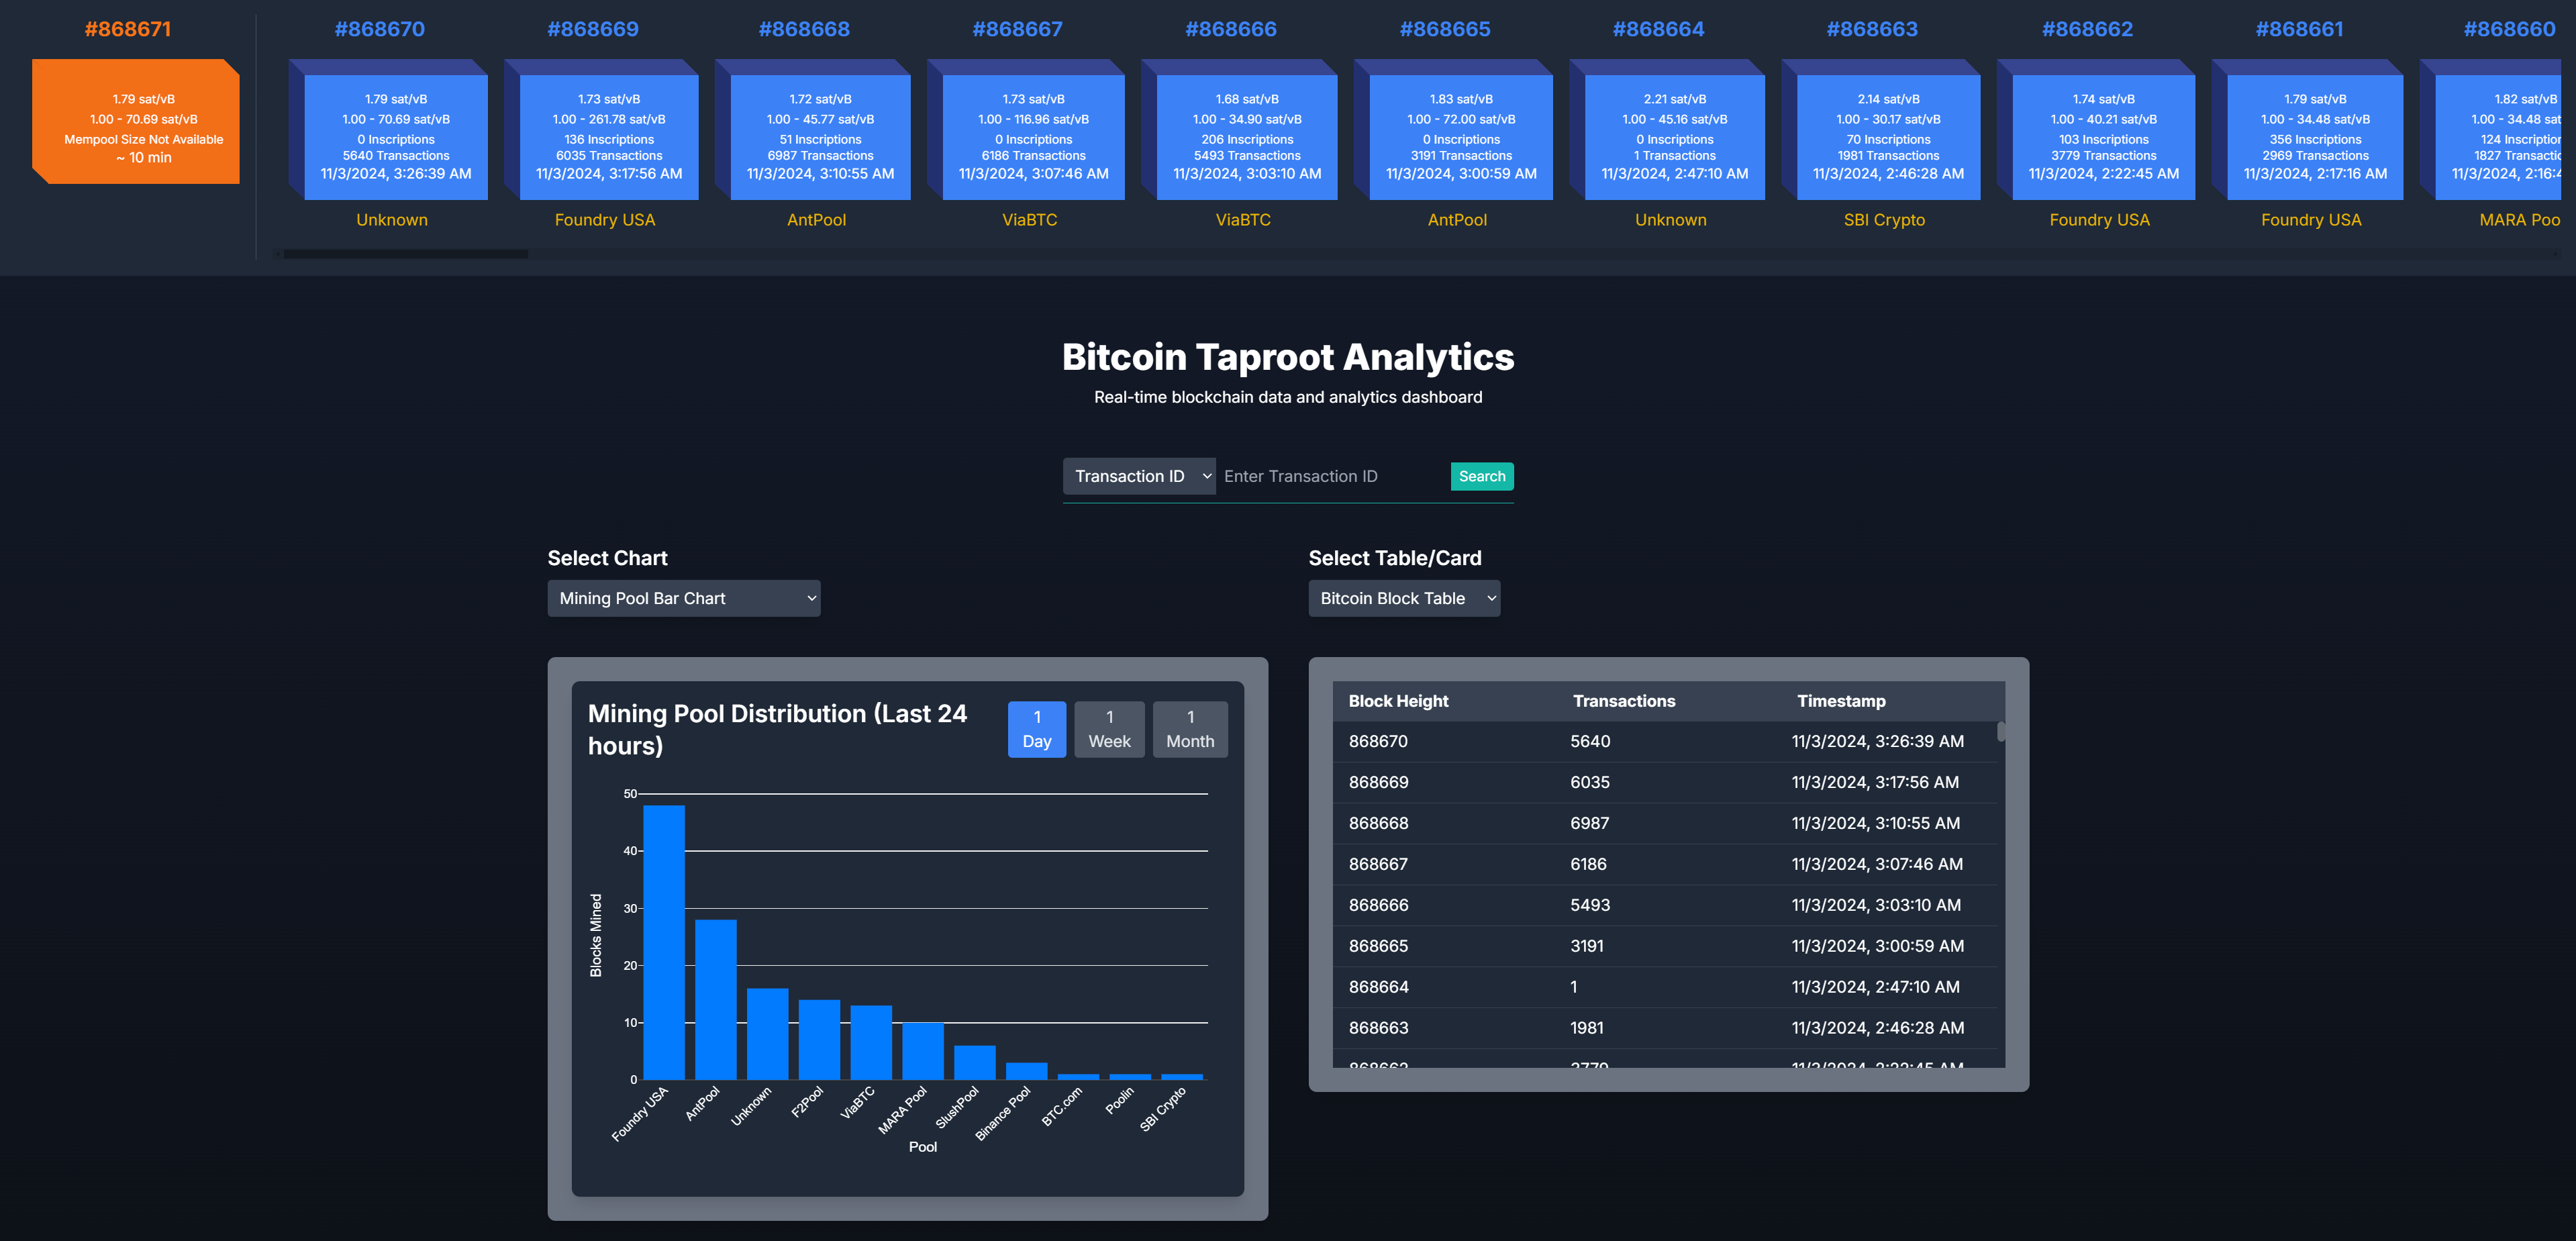 #868671
1.79 sat/vB
1.00 - 70.69 sat/vB
Mempool Size Not Available
~ 10 min
#868670
1.79 sat/vB
1.00 - 70.69 sat/vB
0 Inscriptions
5640 Transactions
11/3/2024, 3:26:39 AM
Unknown
#868669
1.73 sat/vB
1.00 - 261.78 sat/vB
136 Inscriptions
6035 Transactions
11/3/2024, 3:17:56 AM
Foundry USA
#868668
1.72 sat/vB
1.00 - 45.77 sat/vB
51 Inscriptions
6987 Transactions
11/3/2024, 3:10:55 AM
AntPool
#868667
1.73 sat/vB
1.00 - 116.96 sat/vB
0 Inscriptions
6186 Transactions
11/3/2024, 3:07:46 AM
ViaBTC
#868666
1.68 sat/vB
1.00 - 34.90 sat/vB
206 Inscriptions
5493 Transactions
11/3/2024, 3:03:10 AM
ViaBTC
#868665
1.83 sat/vB
1.00 - 72.00 sat/vB
0 Inscriptions
3191 Transactions
11/3/2024, 3:00:59 AM
AntPool
#868664
2.21 sat/vB
1.00 - 45.16 sat/vB
0 Inscriptions
1 Transactions
11/3/2024, 2:47:10 AM
Unknown
#868663
2.14 sat/vB
1.00 - 30.17 sat/vB
70 Inscriptions
1981 Transactions
11/3/2024, 2:46:28 AM
SBI Crypto
#868662
1.74 sat/vB
1.00 - 40.21 sat/vB
103 Inscriptions
3779 Transactions
11/3/2024, 2:22:45 AM
Foundry USA
#868661
1.79 sat/vB
1.00 - 34.48 sat/vB
356 Inscriptions
2969 Transactions
11/3/2024, 2:17:16 AM
Foundry USA
#868660
1.82 sat/vB
1.00 - 34.48 sat
124 Inscription
1827 Transactio
11/3/2024, 2:16:4
MARA Poo
Bitcoin Taproot Analytics
Real-time blockchain data and analytics dashboard
Transaction ID
Enter Transaction ID
Search
Select Chart
Mining Pool Bar Chart
Select Table/Card
Bitcoin Block Table
Mining Pool Distribution (Last 24
hours)
1
Day
1
Week
1
Month
50
40
30
20
10
0
Blocks Mined
Foundry USA
AntPool
Unknown
F2Pool
ViaBTC
MARA Pool
SlushPool
Binance Pool
BTC.com
Poolin
SBI Crypto
Pool
Block Height Transactions Timestamp
868670 5640 11/3/2024, 3:26:39 AM
868669 6035 11/3/2024, 3:17:56 AM
868668 6987 11/3/2024, 3:10:55 AM
868667 6186 11/3/2024, 3:07:46 AM
868666 5493 11/3/2024, 3:03:10 AM
868665 3191 11/3/2024, 3:00:59 AM
868664 1 11/3/2024, 2:47:10 AM
868663 1981 11/3/2024, 2:46:28 AM
868662 3779 11/3/2024, 2:22:45 AM